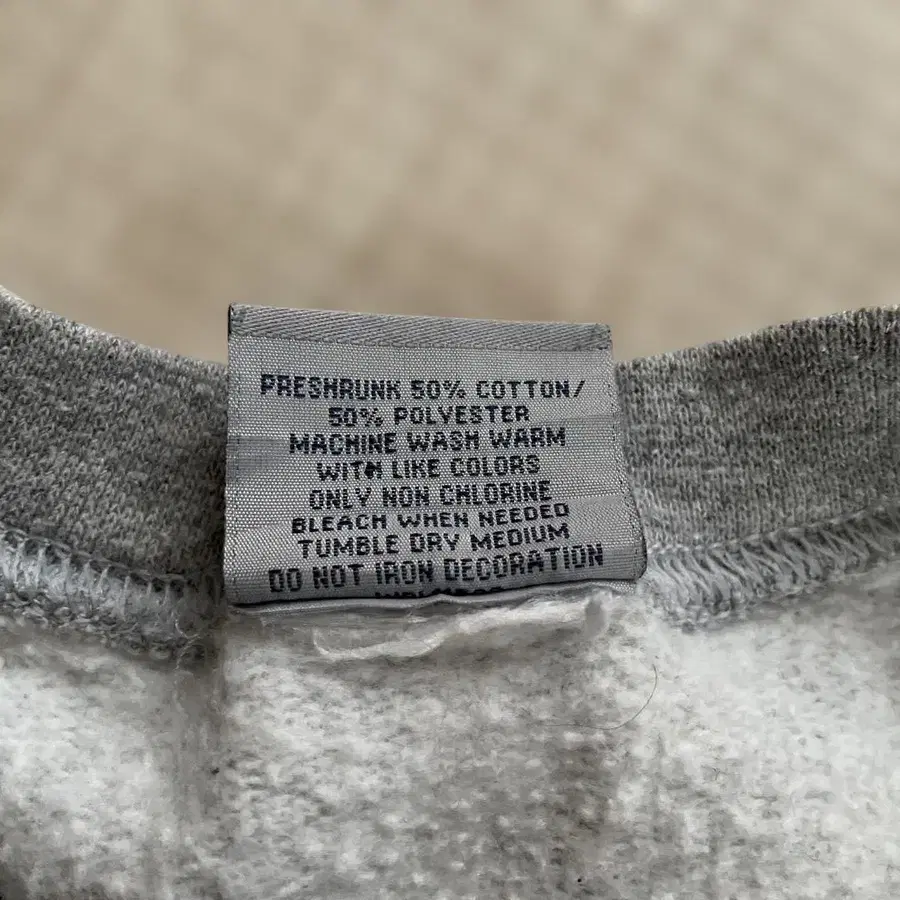 PRESHRUNK 50% COTTON/
50% POLYESTER
MACHINE WASH WARM
WITH LIKE COLORS
ONLY NON CHLORINE
BLEACH WHEN NEEDED
TUMBLE DRY MEDIUM
DO NOT IRON DECORATION